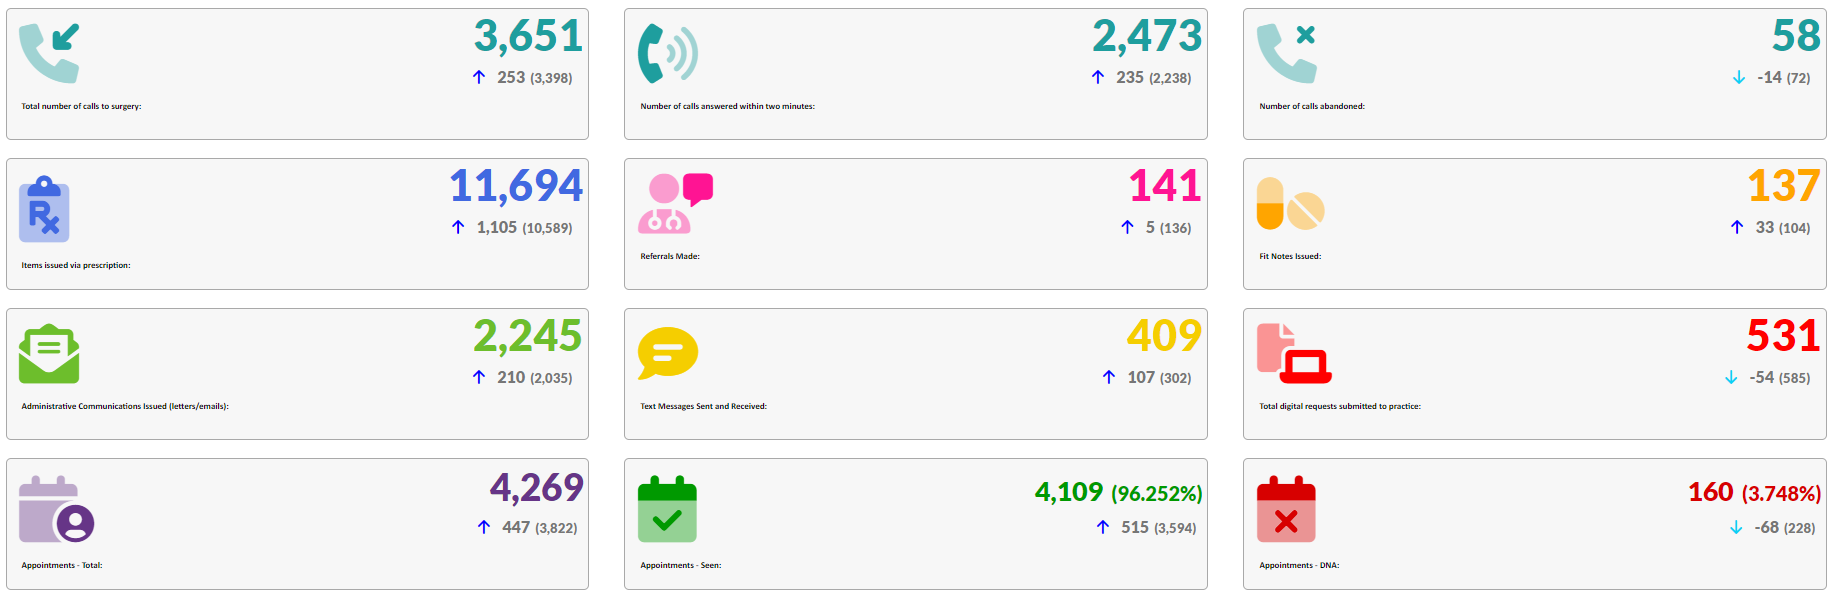 3,651
253 (3,398)
Total number of calls to surgery:
2,473
235 (2,238)
Number of calls answered within two minutes:
58
-14 (72)
Number of calls abandoned:
Rx
11,694
1,105 (10,589)
Items issued via prescription:
141
5 (136)
Referrals Made:
137
33 (104)
Fit Notes Issued:
2,245
210 (2,035)
Administrative Communications Issued (letters/emails):
409
107 (302)
Text Messages Sent and Received:
531
-54 (585)
Total digital requests submitted to practice:
4,269
447 (3,822)
Appointments - Total:
4,109 (96.252%)
515 (3,594)
Appointments - Seen:
160 (3.748%)
-68 (228)
Appointments - DNA: